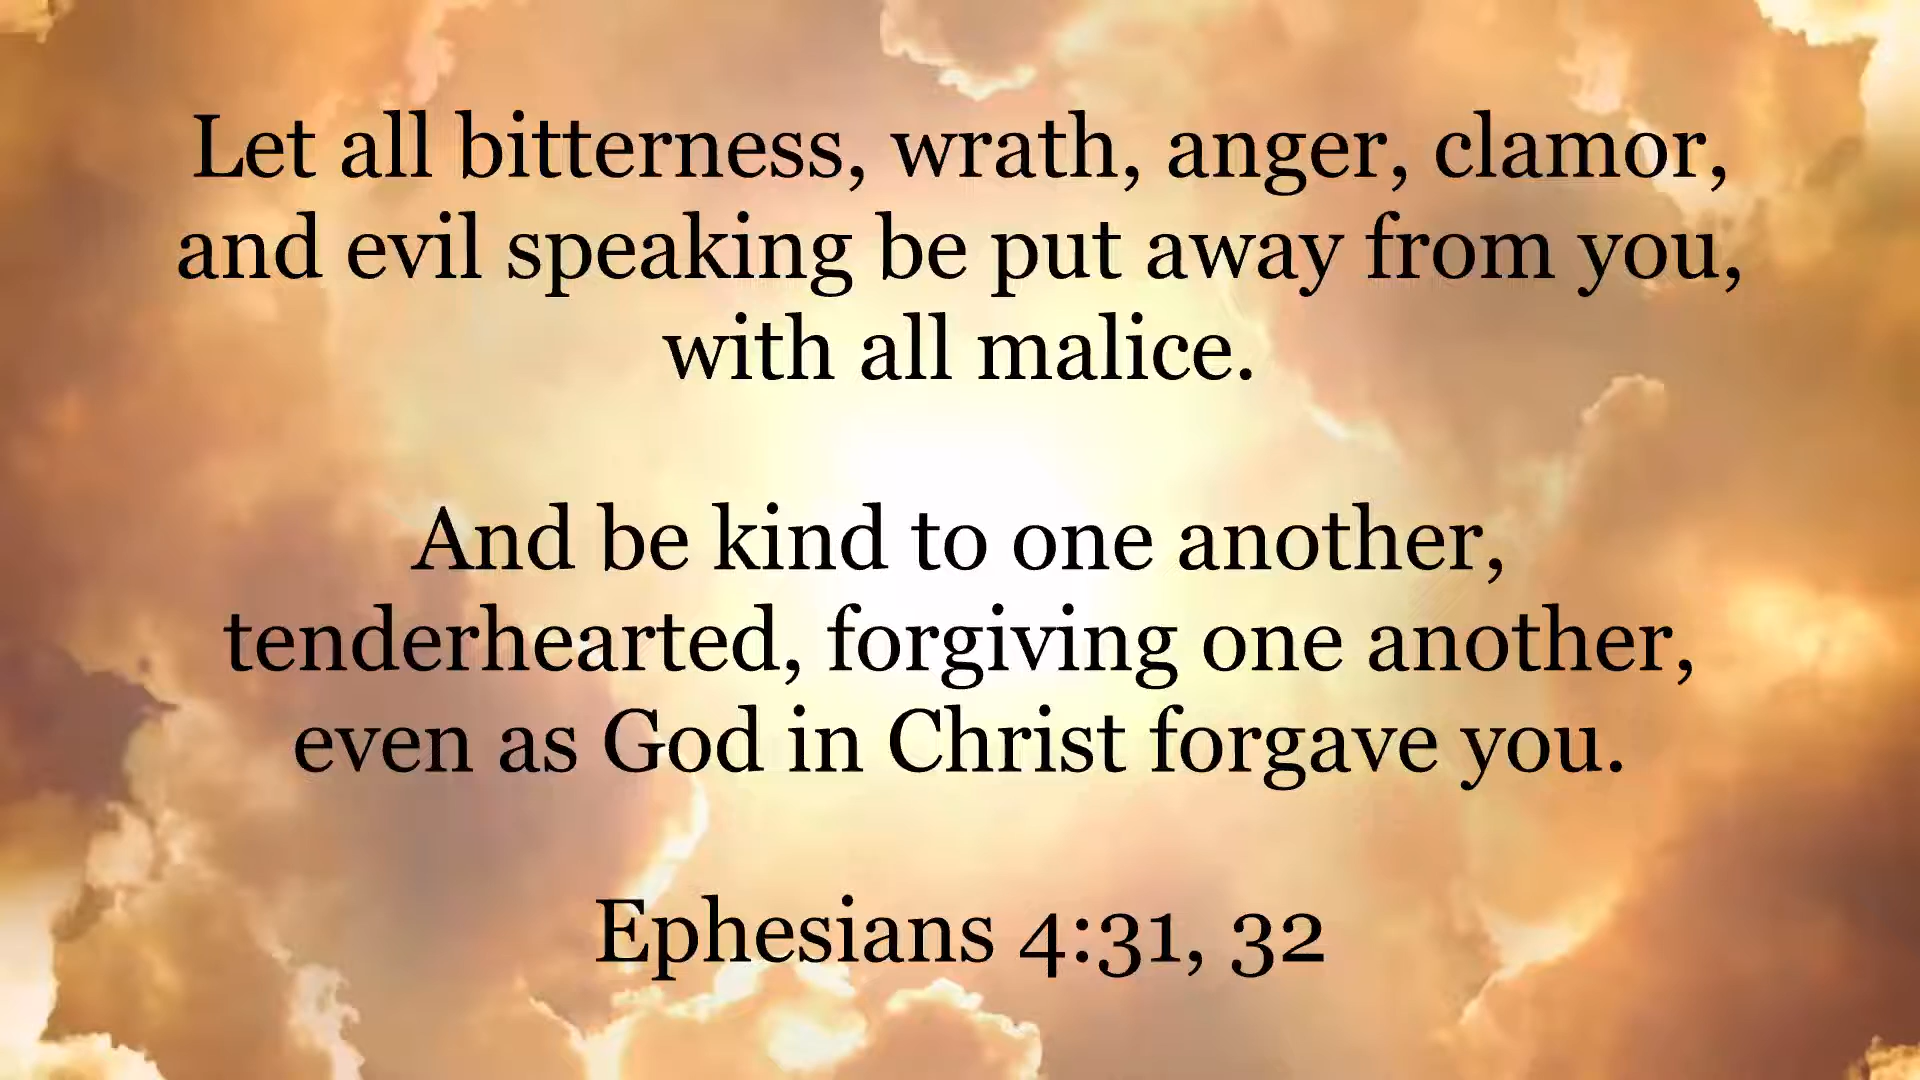 Let all bitterness, wrath, anger, clamor,
and evil speaking be put away from you,
with all malice.
And be kind to one another,
tenderhearted, forgiving one another,
even as God in Christ forgave you.
Ephesians 4:31, 32